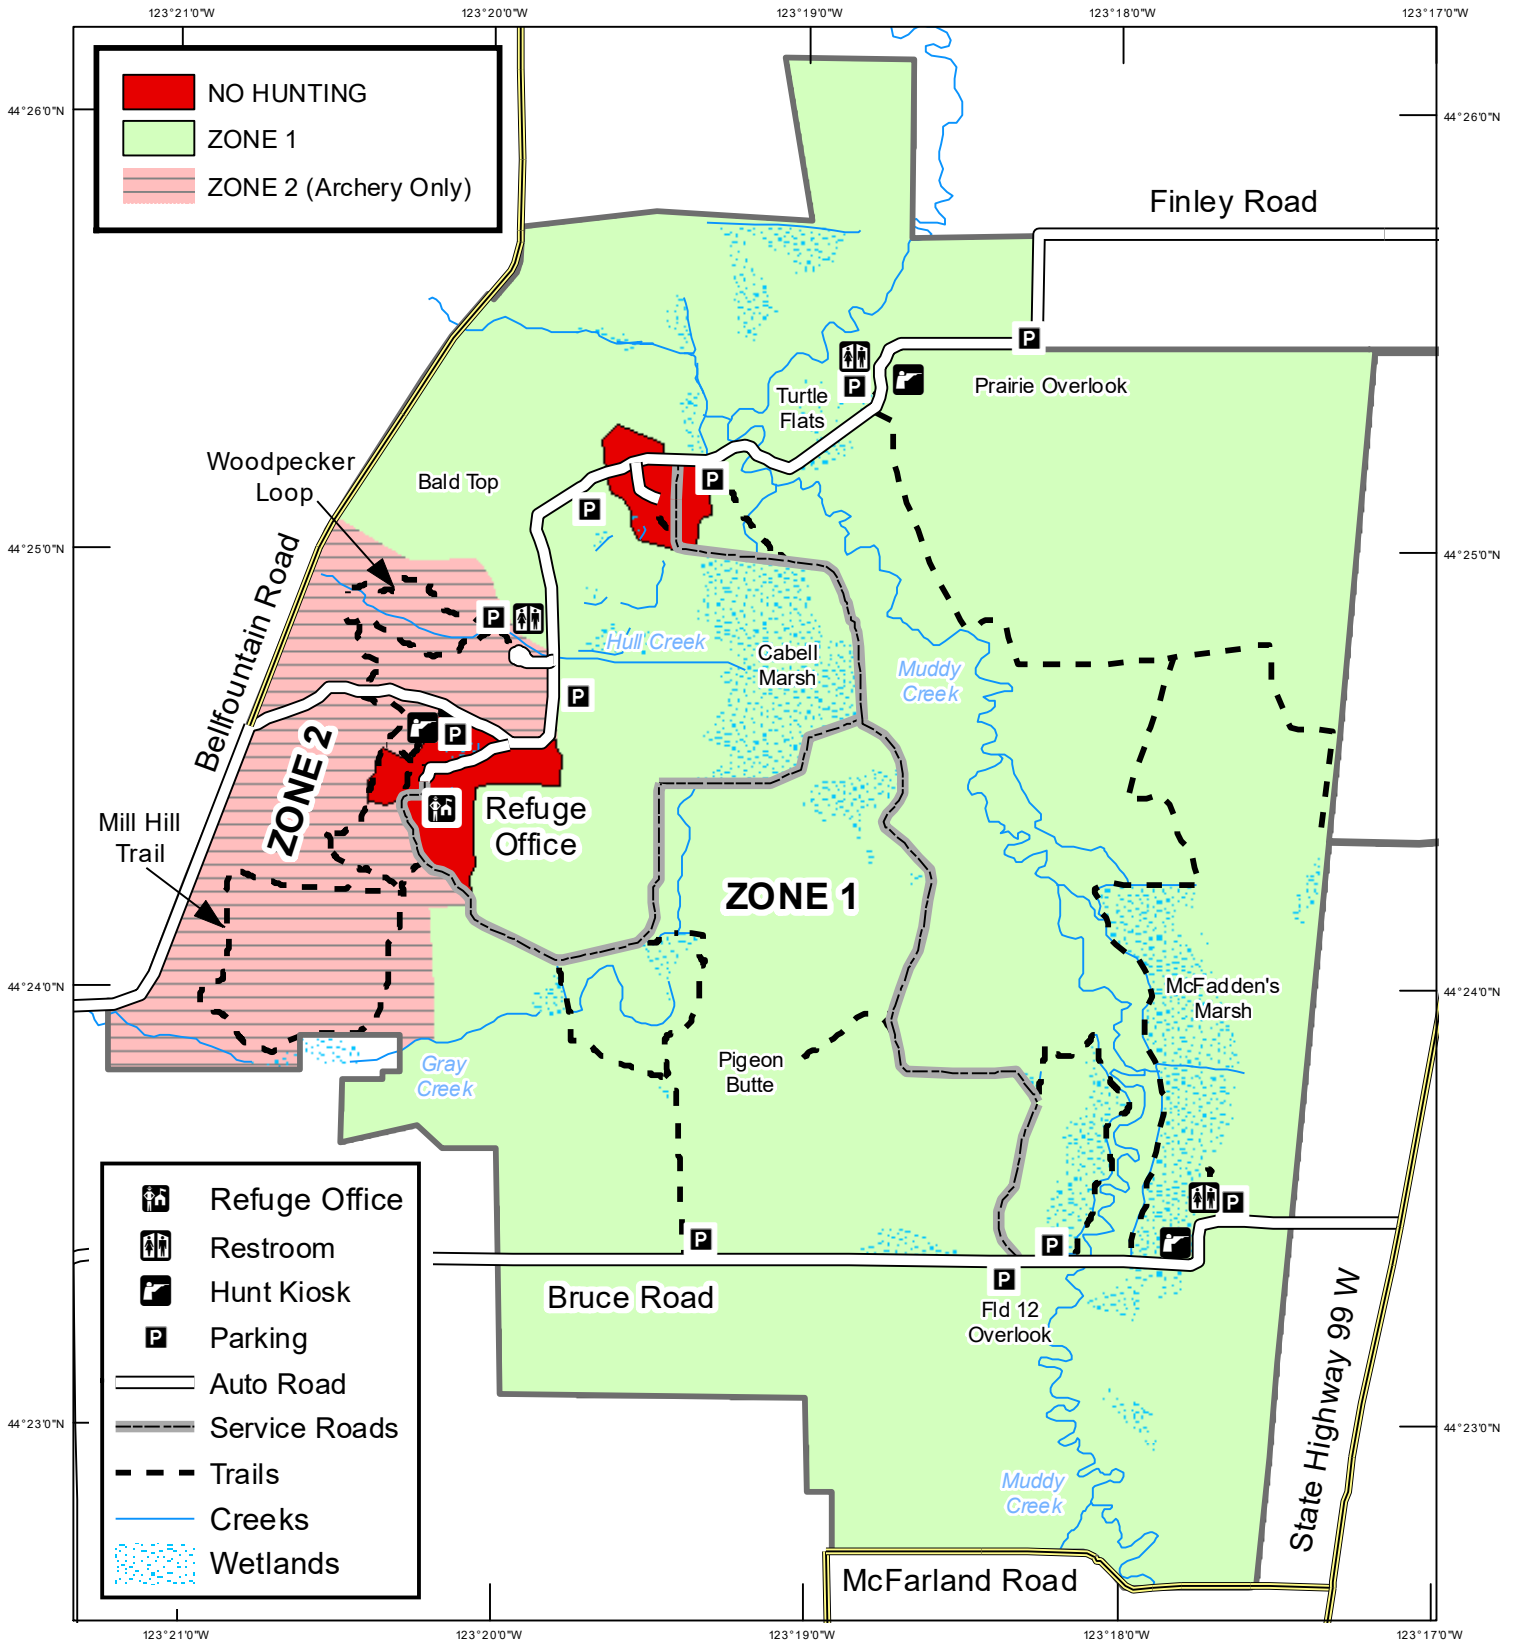 123°21'0"W
123°20'0"W
123°19'0"W
123°18'0"W
123°17'0"W
NO HUNTING
ZONE 1
ZONE 2 (Archery Only)
44°26'0"N
44°26'0"N
Finley Road
P
P
Prairie Overlook
Turtle
Flats
Woodpecker
Loop
Bald Top
P
P
44°25'0"N
44°25'0"N
Bellfountain Road
P
Hull Creek
Cabell
Marsh
Muddy
Creek
P
P
ZONE 2
Refuge
Office
Mill Hill
Trail
ZONE 1
44°24'0"N
44°24'0"N
McFadden's
Marsh
Gray
Creek
Pigeon
Butte
P
P
P
P
Bruce Road
Fld 12
Overlook
Refuge Office
Restroom
Hunt Kiosk
P
Parking
Auto Road
Service Roads
Trails
Creeks
Wetlands
State Highway 99 W
44°23'0"N
44°23'0"N
Muddy
Creek
McFarland Road
123°21'0"W
123°20'0"W
123°19'0"W
123°18'0"W
123°17'0"W